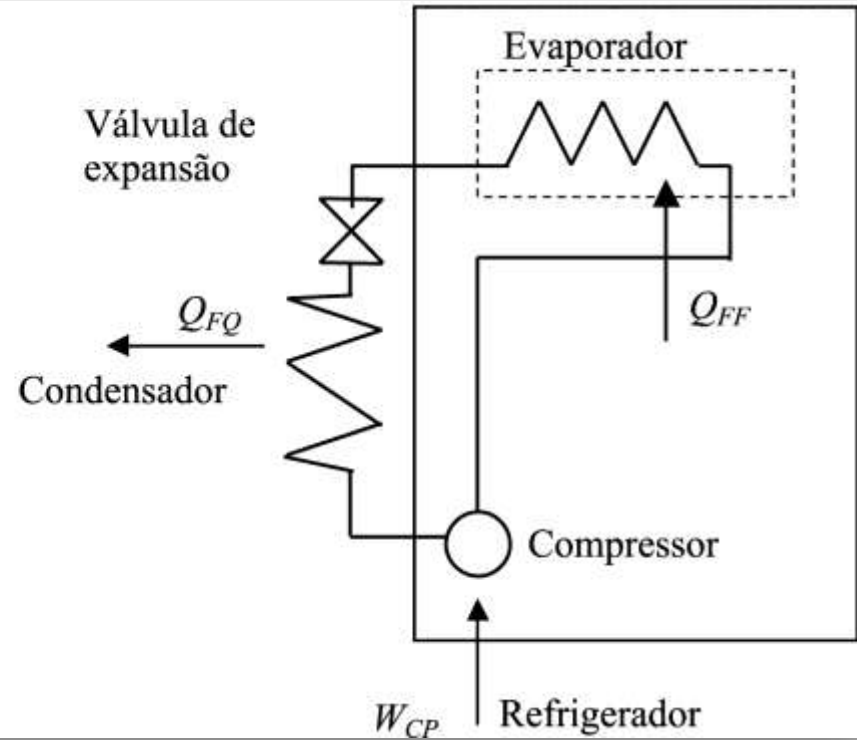 Evaporador
Válvula de
expansão
Q_FQ
Q_FF
Condensador
Compressor
W_CP
Refrigerador